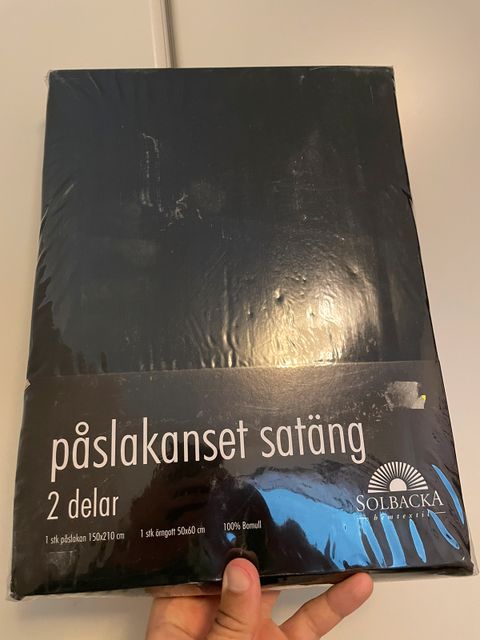 påslakanset satäng
2 delar
1 stk påslakan 150x210 cm 1 stk örngott 50x60 cm 100% Bomull
SOLBACKA
hemtextil